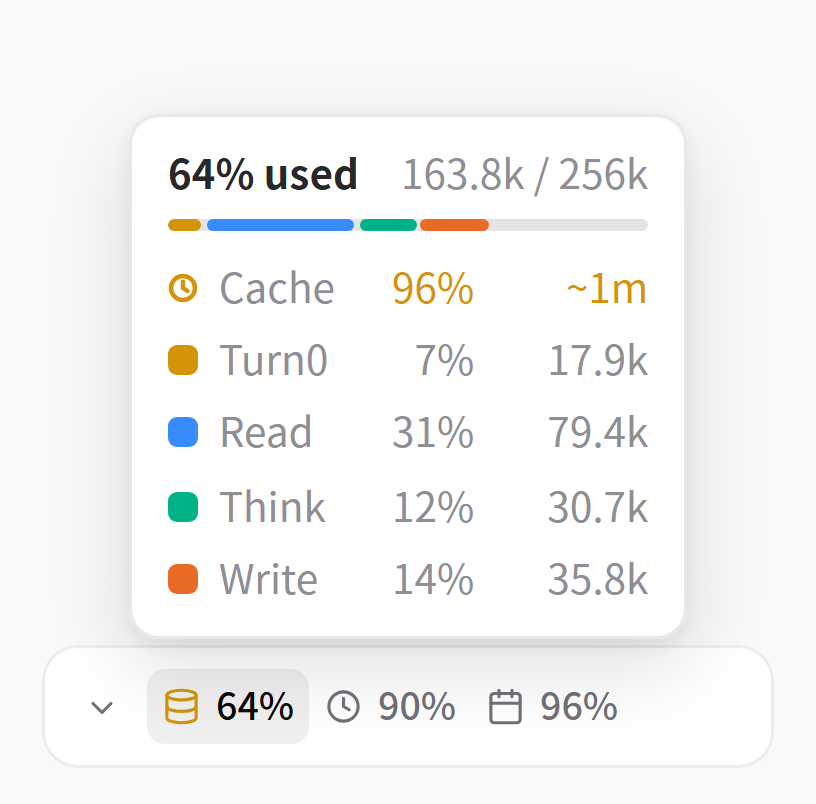 64% used 163.8k / 256k
Cache 96% ~1m
Turn0 7% 17.9k
Read 31% 79.4k
Think 12% 30.7k
Write 14% 35.8k
64% 90% 96%